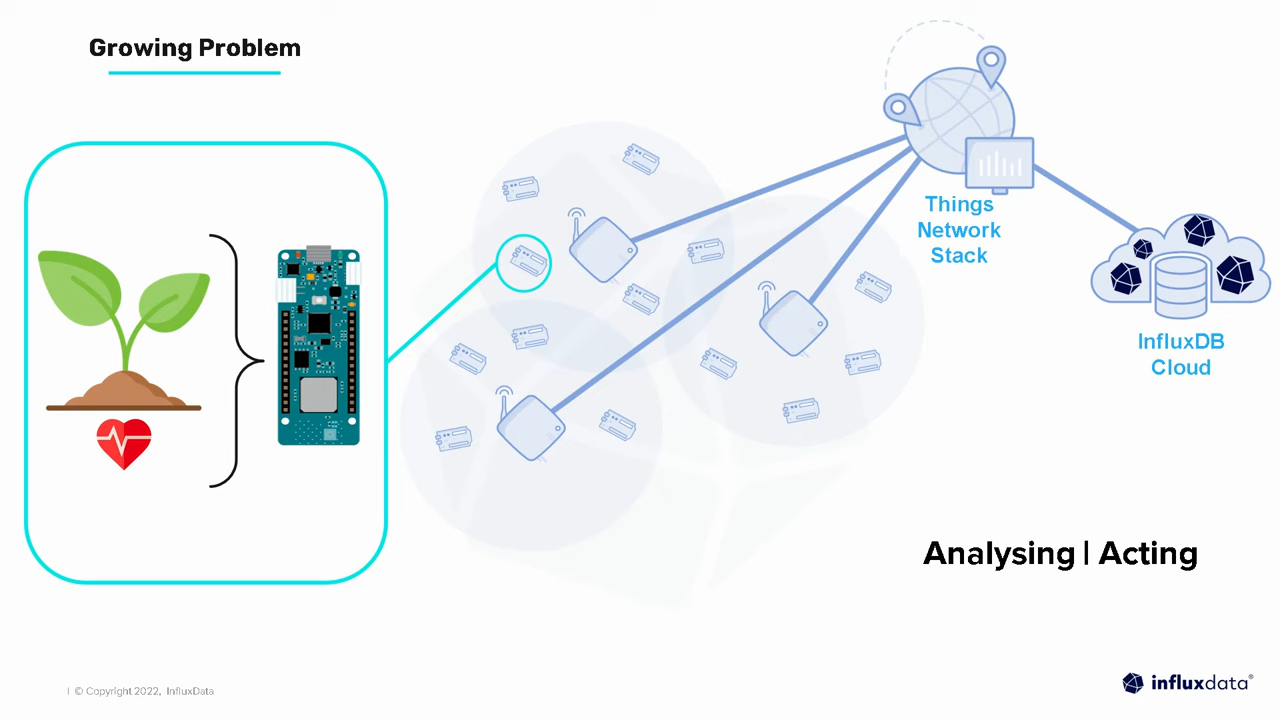 Growing Problem
Things
Network
Stack
InfluxDB
Cloud
Analysing | Acting
| © Copyright 2022, InfluxData
influxdata®